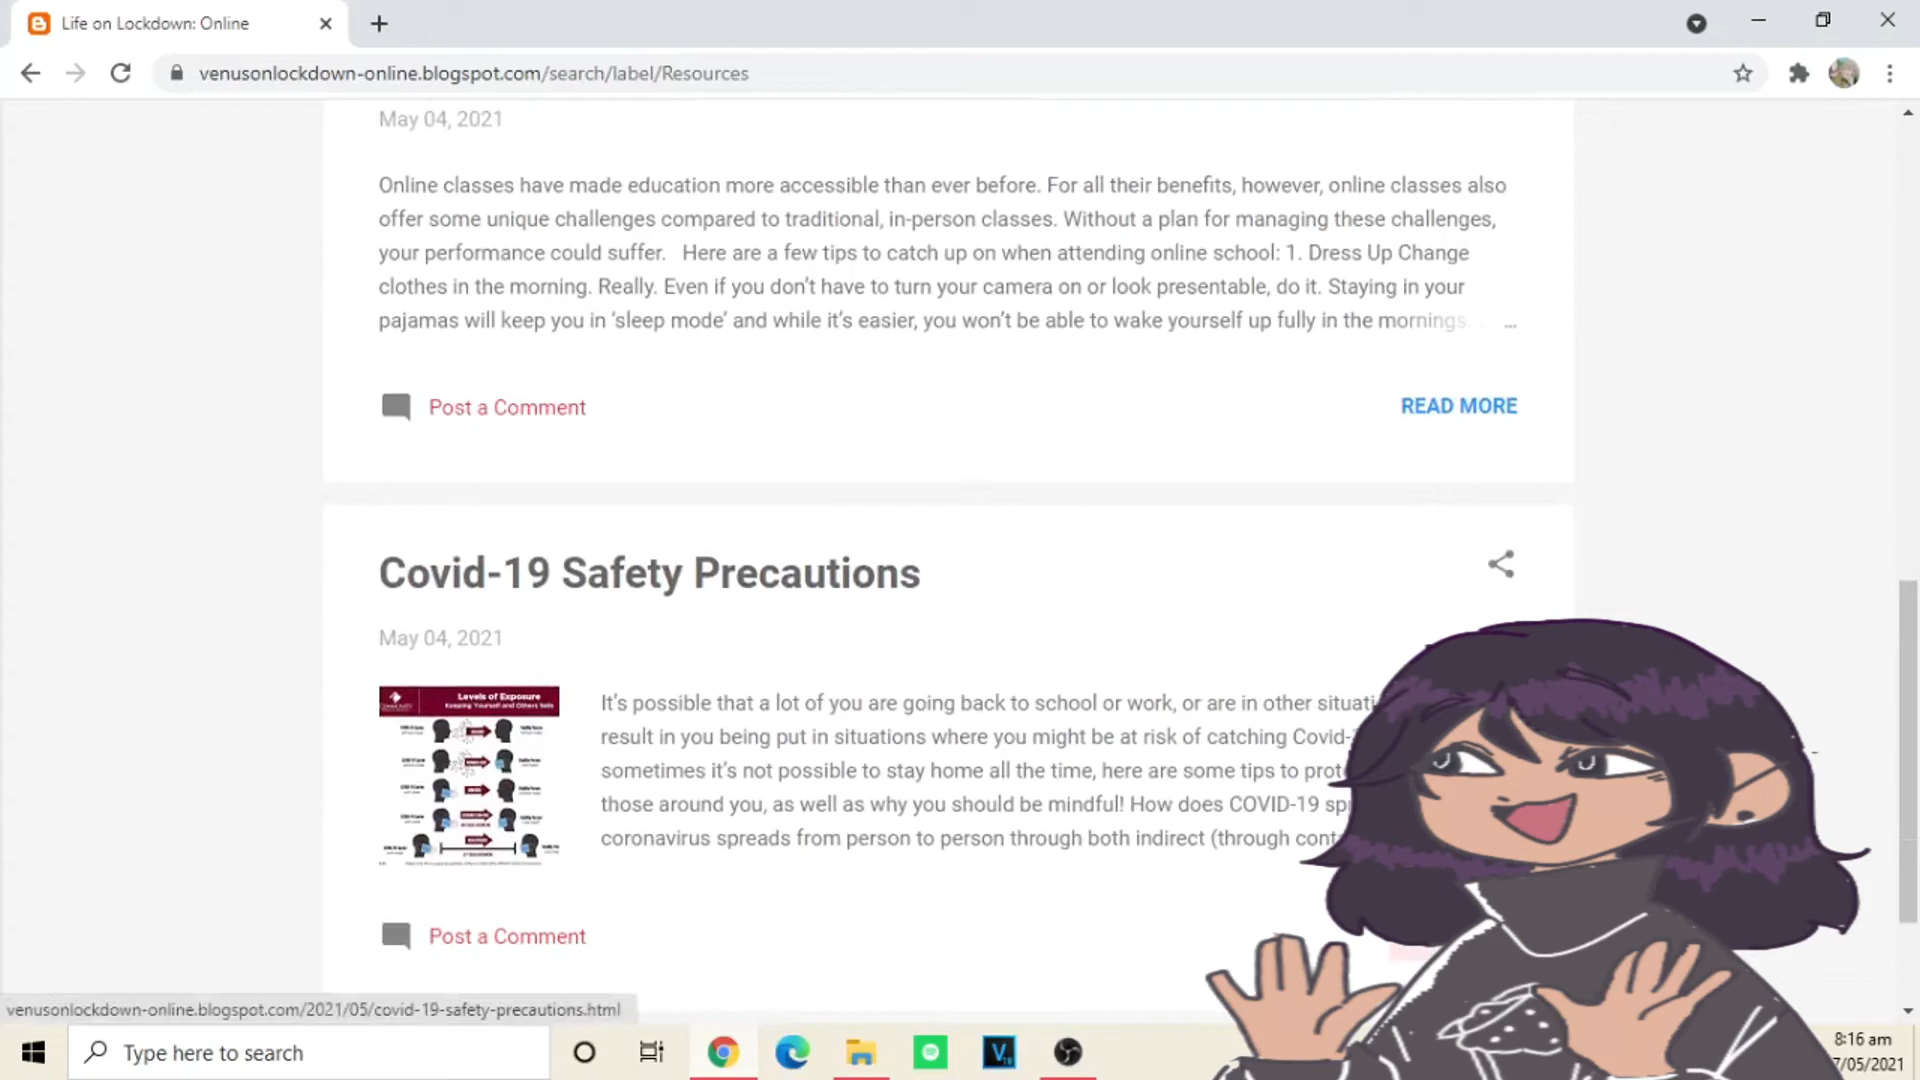 Life on Lockdown: Online
venusonlockdown-online.blogspot.com/search/label/Resources
May 04, 2021
Online classes have made education more accessible than ever before. For all their benefits, however, online classes also
offer some unique challenges compared to traditional, in-person classes. Without a plan for managing these challenges,
your performance could suffer.   Here are a few tips to catch up on when attending online school: 1. Dress Up Change
clothes in the morning. Really. Even if you don't have to turn your camera on or look presentable, do it. Staying in your
pajamas will keep you in 'sleep mode' and while it's easier, you won't be able to wake yourself up fully in the mornings. ...
Post a Comment
READ MORE
Covid-19 Safety Precautions
May 04, 2021
Levels of Exposure
Keeping Yourself and Others Safe
It's possible that a lot of you are going back to school or work, or are in other situati
result in you being put in situations where you might be at risk of catching Covid-
sometimes it's not possible to stay home all the time, here are some tips to prot
those around you, as well as why you should be mindful! How does COVID-19 sp
coronavirus spreads from person to person through both indirect (through cont
Post a Comment
venusonlockdown-online.blogspot.com/2021/05/covid-19-safety-precautions.html
Type here to search
8:16 am
7/05/2021